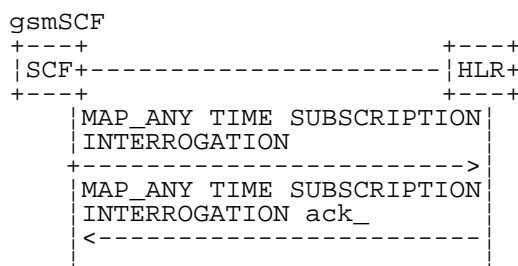 gsmSCF
+---+ +---+
¦SCF+----------------------¦HLR+
+---+ +---+
¦MAP_ANY TIME SUBSCRIPTION¦
¦INTERROGATION ¦
+------------------------>¦
¦MAP_ANY TIME SUBSCRIPTION¦
¦INTERROGATION ack_ ¦
¦<------------------------¦
¦ ¦